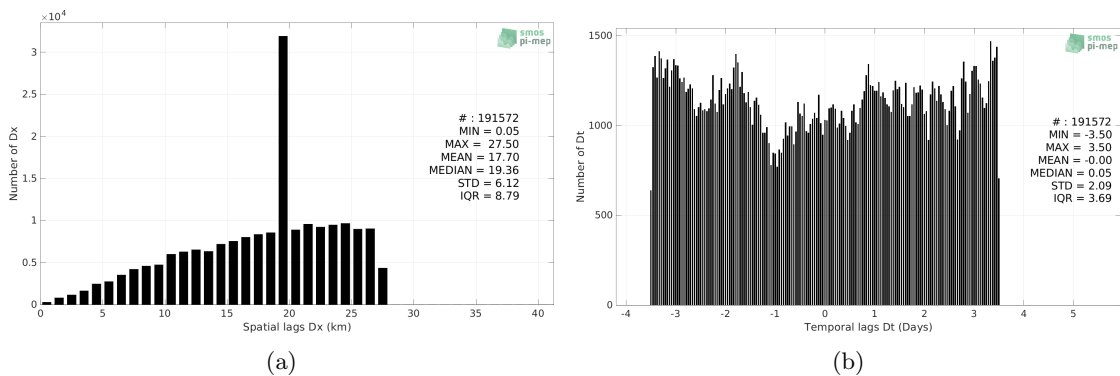 ×10⁴
3
2.5
2
1.5
1
0.5
0
Number of Dx
smos
pi-mep
# : 191572
MIN = 0.05
MAX = 27.50
MEAN = 17.70
MEDIAN = 19.36
STD = 6.12
IQR = 8.79
0 5 10 15 20 25 30 35 40
Spatial lags Dx (km)
(a)
1500
1000
500
0
Number of Dt
smos
pi-mep
# : 191572
MIN = -3.50
MAX = 3.50
MEAN = -0.00
MEDIAN = 0.05
STD = 2.09
IQR = 3.69
-4 -3 -2 -1 0 1 2 3 4 5
Temporal lags Dt (Days)
(b)